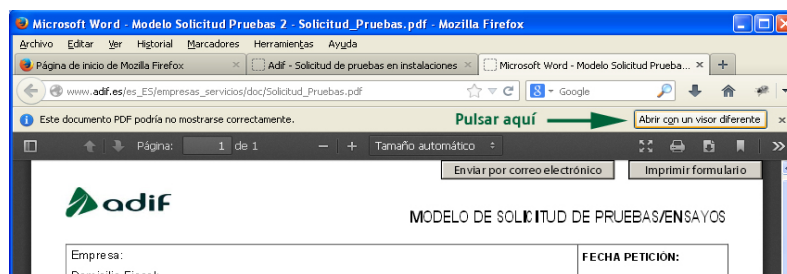 Microsoft Word - Modelo Solicitud Pruebas 2 - Solicitud_Pruebas.pdf - Mozilla Firefox
Archivo Editar Ver Historial Marcadores Herramientas Ayuda
Página de inicio de Mozilla Firefox × Adif - Solicitud de pruebas en instalaciones × Microsoft Word - Modelo Solicitud Prueba... × +
www.adif.es/es_ES/empresas_servicios/doc/Solicitud_Pruebas.pdf Google
Este documento PDF podría no mostrarse correctamente. Pulsar aquí Abrir con un visor diferente ×
Página: 1 de 1 − + Tamaño automático
Enviar por correo electrónico Imprimir formulario
adif
MODELO DE SOLICITUD DE PRUEBAS/ENSAYOS
Empresa: FECHA PETICIÓN: